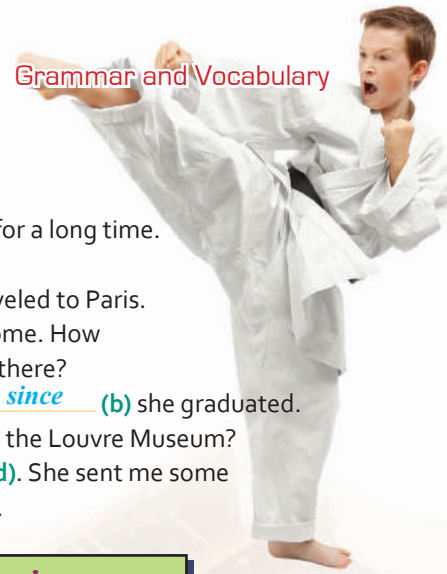 Grammar and Vocabulary
for a long time.
veled to Paris.
ome. How
there?
since (b) she graduated.
the Louvre Museum?
d). She sent me some